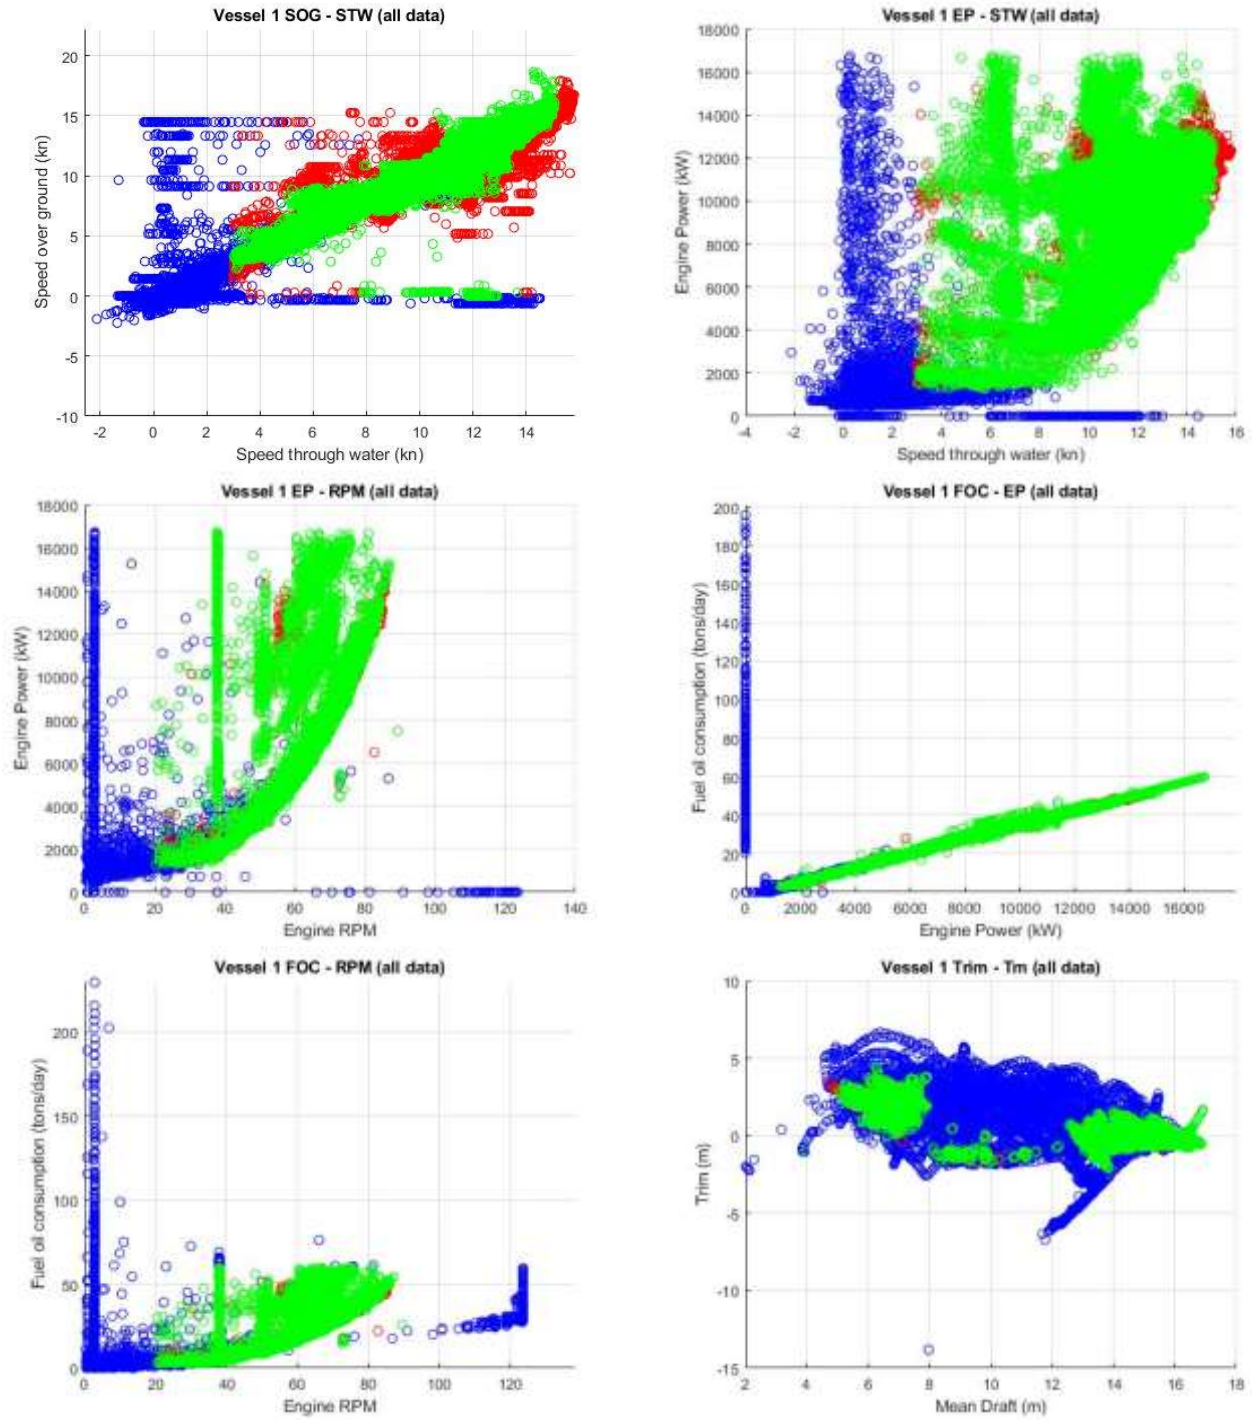 Vessel 1 SOG - STW (all data)
20
15
10
5
0
-5
-10
Speed over ground (kn)
-2 0 2 4 6 8 10 12 14
Speed through water (kn)
Vessel 1 EP - STW (all data)
18000
16000
14000
12000
10000
8000
6000
4000
2000
0
Engine Power (kW)
-4 -2 0 2 4 6 8 10 12 14 16
Speed through water (kn)
Vessel 1 EP - RPM (all data)
18000
16000
14000
12000
10000
8000
6000
4000
2000
0
Engine Power (kW)
0 20 40 60 80 100 120 140
Engine RPM
Vessel 1 FOC - EP (all data)
200
180
160
140
120
100
80
60
40
20
0
Fuel oil consumption (tons/day)
0 2000 4000 6000 8000 10000 12000 14000 16000
Engine Power (kW)
Vessel 1 FOC - RPM (all data)
200
150
100
50
0
Fuel oil consumption (tons/day)
0 20 40 60 80 100 120
Engine RPM
Vessel 1 Trim - Tm (all data)
10
5
0
-5
-10
-15
Trim (m)
2 4 6 8 10 12 14 16 18
Mean Draft (m)